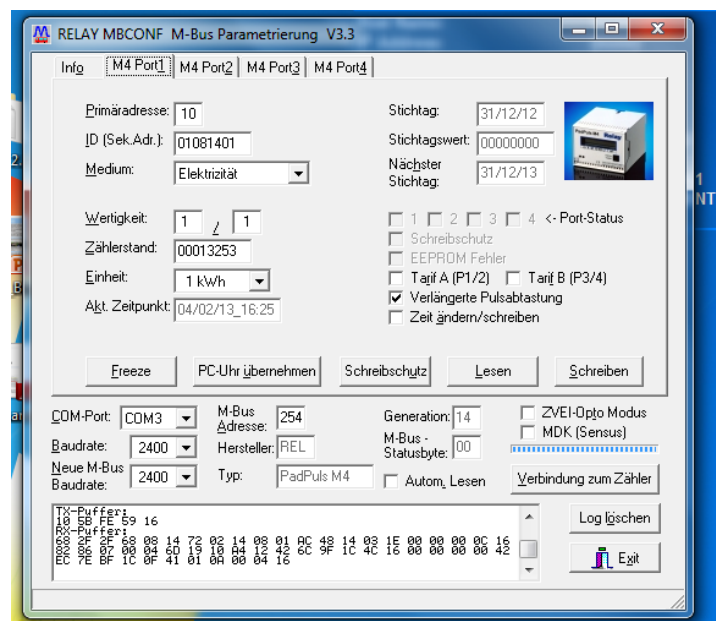 RELAY MBCONF M-Bus Parametrierung V3.3
Info M4 Port1 M4 Port2 M4 Port3 M4 Port4
Primäradresse: 10
ID (Sek.Adr.): 01081401
Medium: Elektrizität
Stichtag: 31/12/12
Stichtagswert: 00000000
Nächster
Stichtag: 31/12/13
Wertigkeit: 1 / 1
Zählerstand: 00013253
Einheit: 1 kWh
Akt. Zeitpunkt: 04/02/13_16:25
1 2 3 4 <- Port-Status
Schreibschutz
EEPROM Fehler
Tarif A (P1/2) Tarif B (P3/4)
Verlängerte Pulsabtastung
Zeit ändern/schreiben
Freeze PC-Uhr übernehmen Schreibschutz Lesen Schreiben
COM-Port: COM3
Baudrate: 2400
Neue M-Bus
Baudrate: 2400
M-Bus
Adresse: 254
Hersteller: REL
Typ: PadPuls M4
Generation: 14
M-Bus -
Statusbyte: 00
Autom. Lesen
ZVEI-Opto Modus
MDK (Sensus)
Verbindung zum Zähler
TX-Puffer:
10 5B FE 59 16
RX-Puffer:
68 2F 2F 68 08 14 72 02 14 08 01 AC 48 14 03 1E 00 00 00 0C 16
82 86 07 00 04 6D 19 10 A4 12 42 6C 9F 1C 4C 16 00 00 00 00 42
EC 7E BF 1C 0F 41 01 0A 00 04 16
Log löschen
Exit